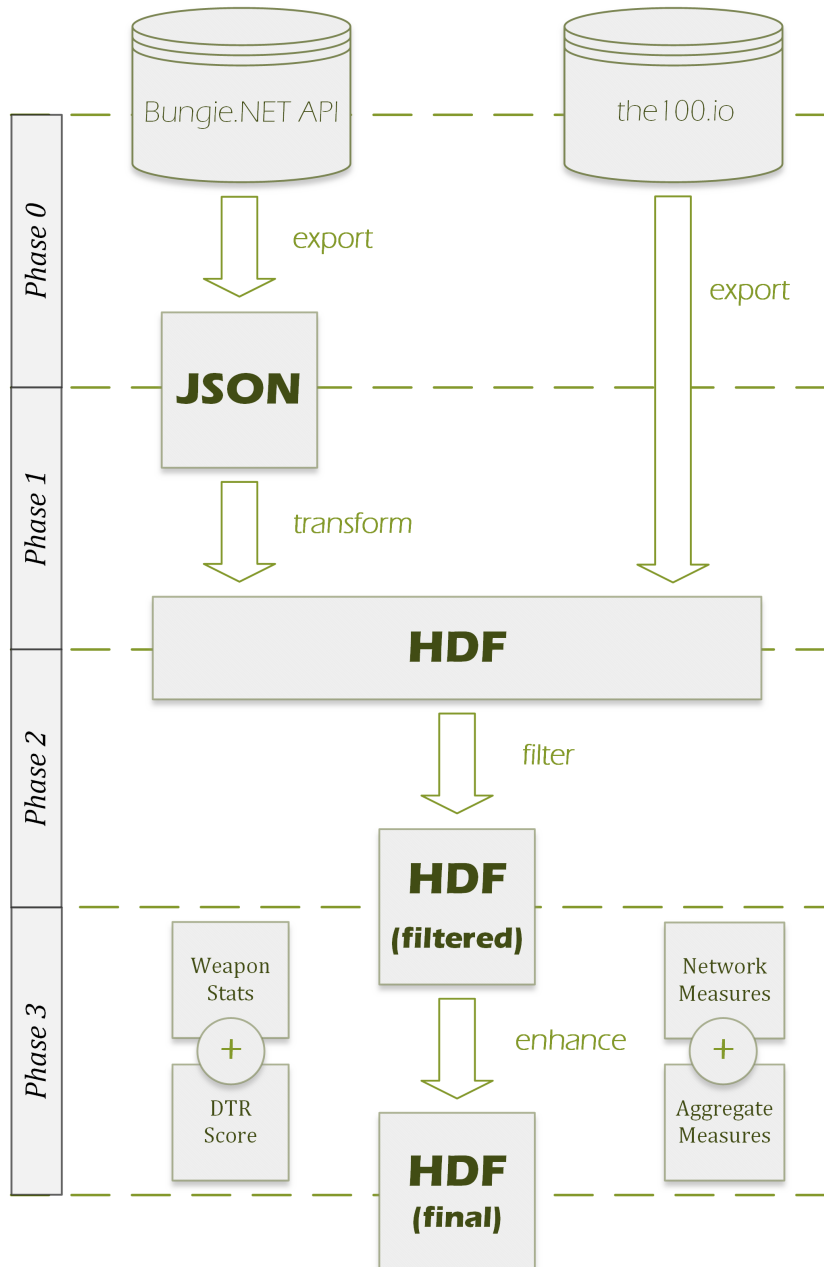 Bungie.NET API
the100.io
Phase 0
export
export
JSON
Phase 1
transform
HDF
Phase 2
filter
HDF
(filtered)
Phase 3
Weapon
Stats
+
DTR
Score
enhance
Network
Measures
+
Aggregate
Measures
HDF
(final)